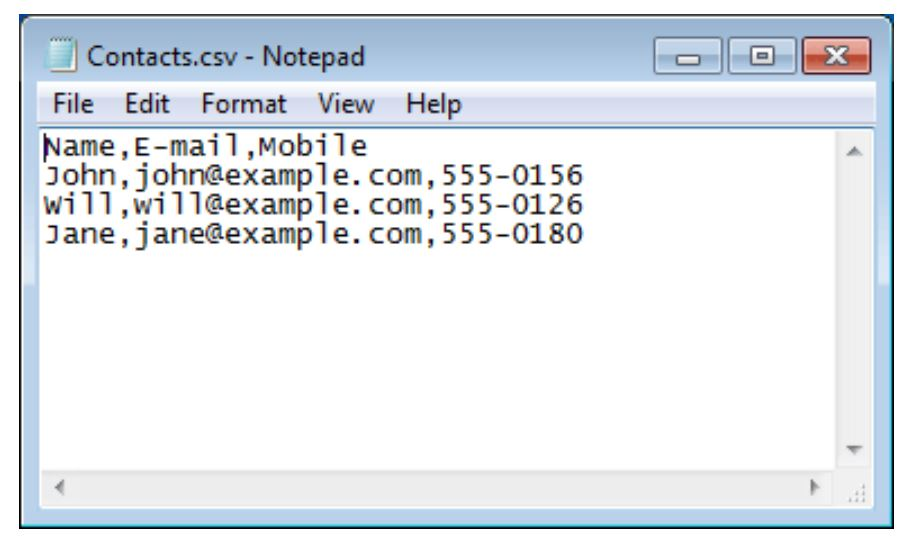 Contacts.csv - Notepad
File Edit Format View Help
Name,E-mail,Mobile
John,john@example.com,555-0156
Will,will@example.com,555-0126
Jane,jane@example.com,555-0180